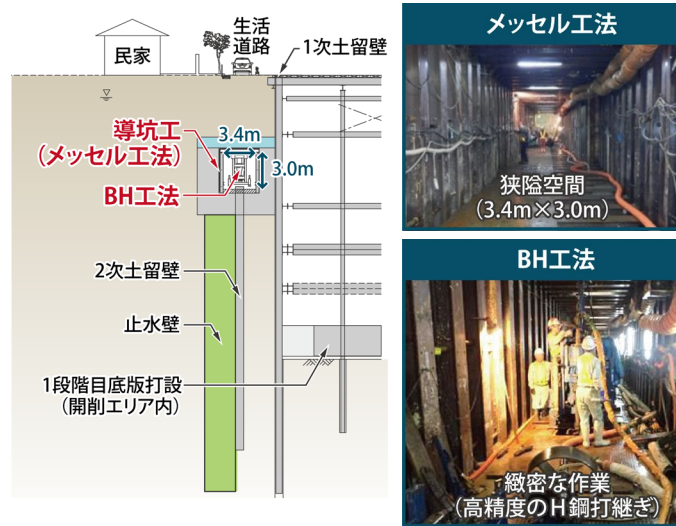 民家
生活
道路
1次土留壁
導坑工
(メッセル工法)
3.4m
3.0m
BH工法
2次土留壁
止水壁
1段階目底版打設
(開削エリア内)
メッセル工法
狭隘空間
(3.4m×3.0m)
BH工法
緻密な作業
(高精度のH鋼打継ぎ)